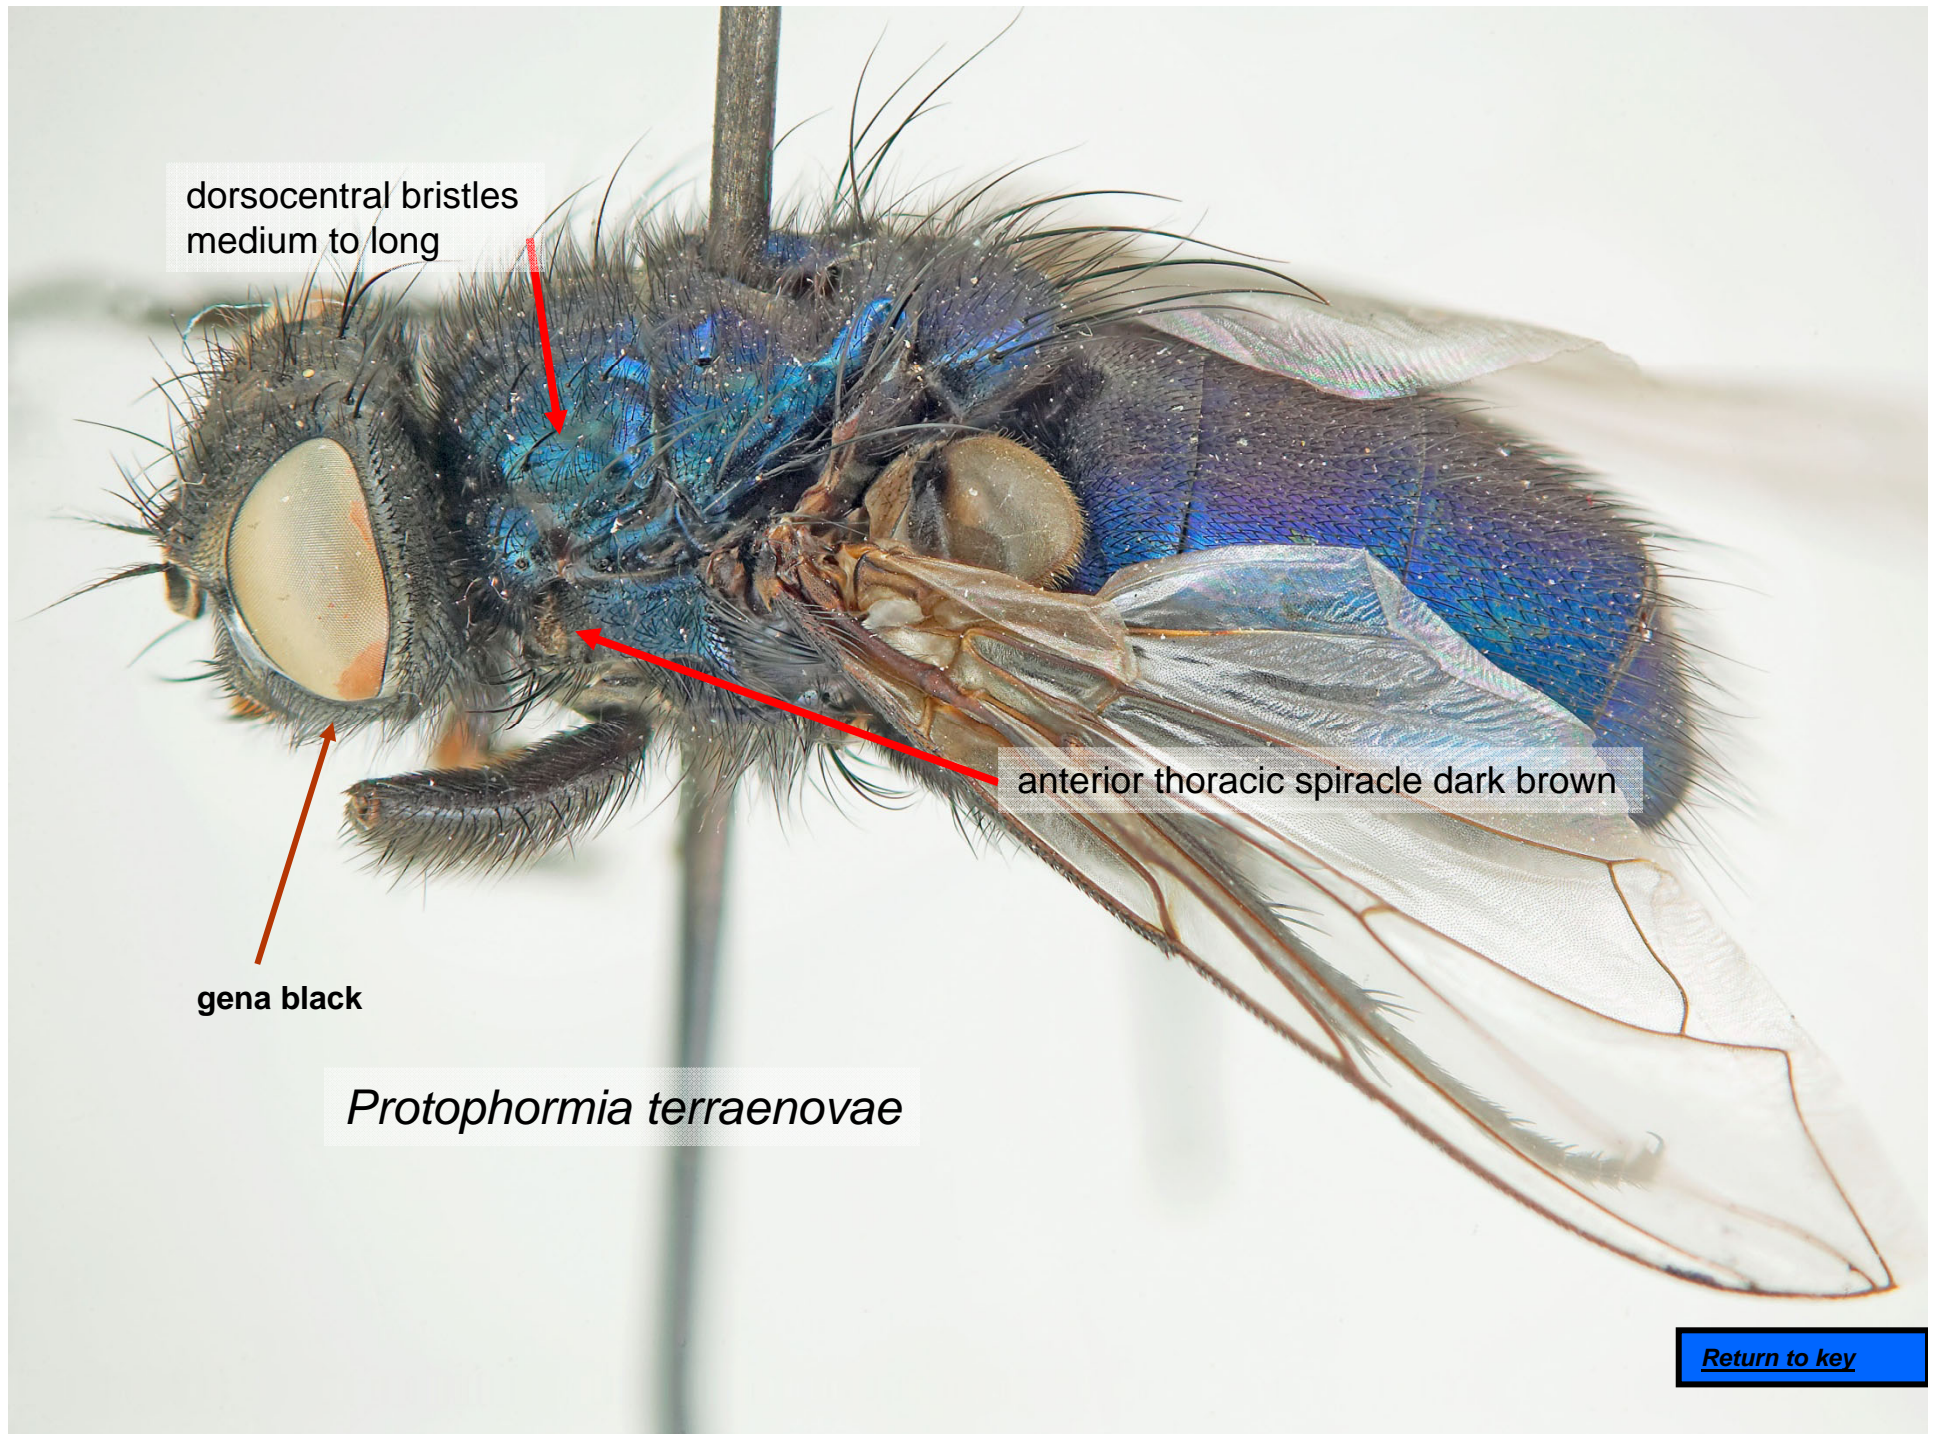 dorsocentral bristles
medium to long
anterior thoracic spiracle dark brown
gena black
Protophormia terraenovae
Return to key